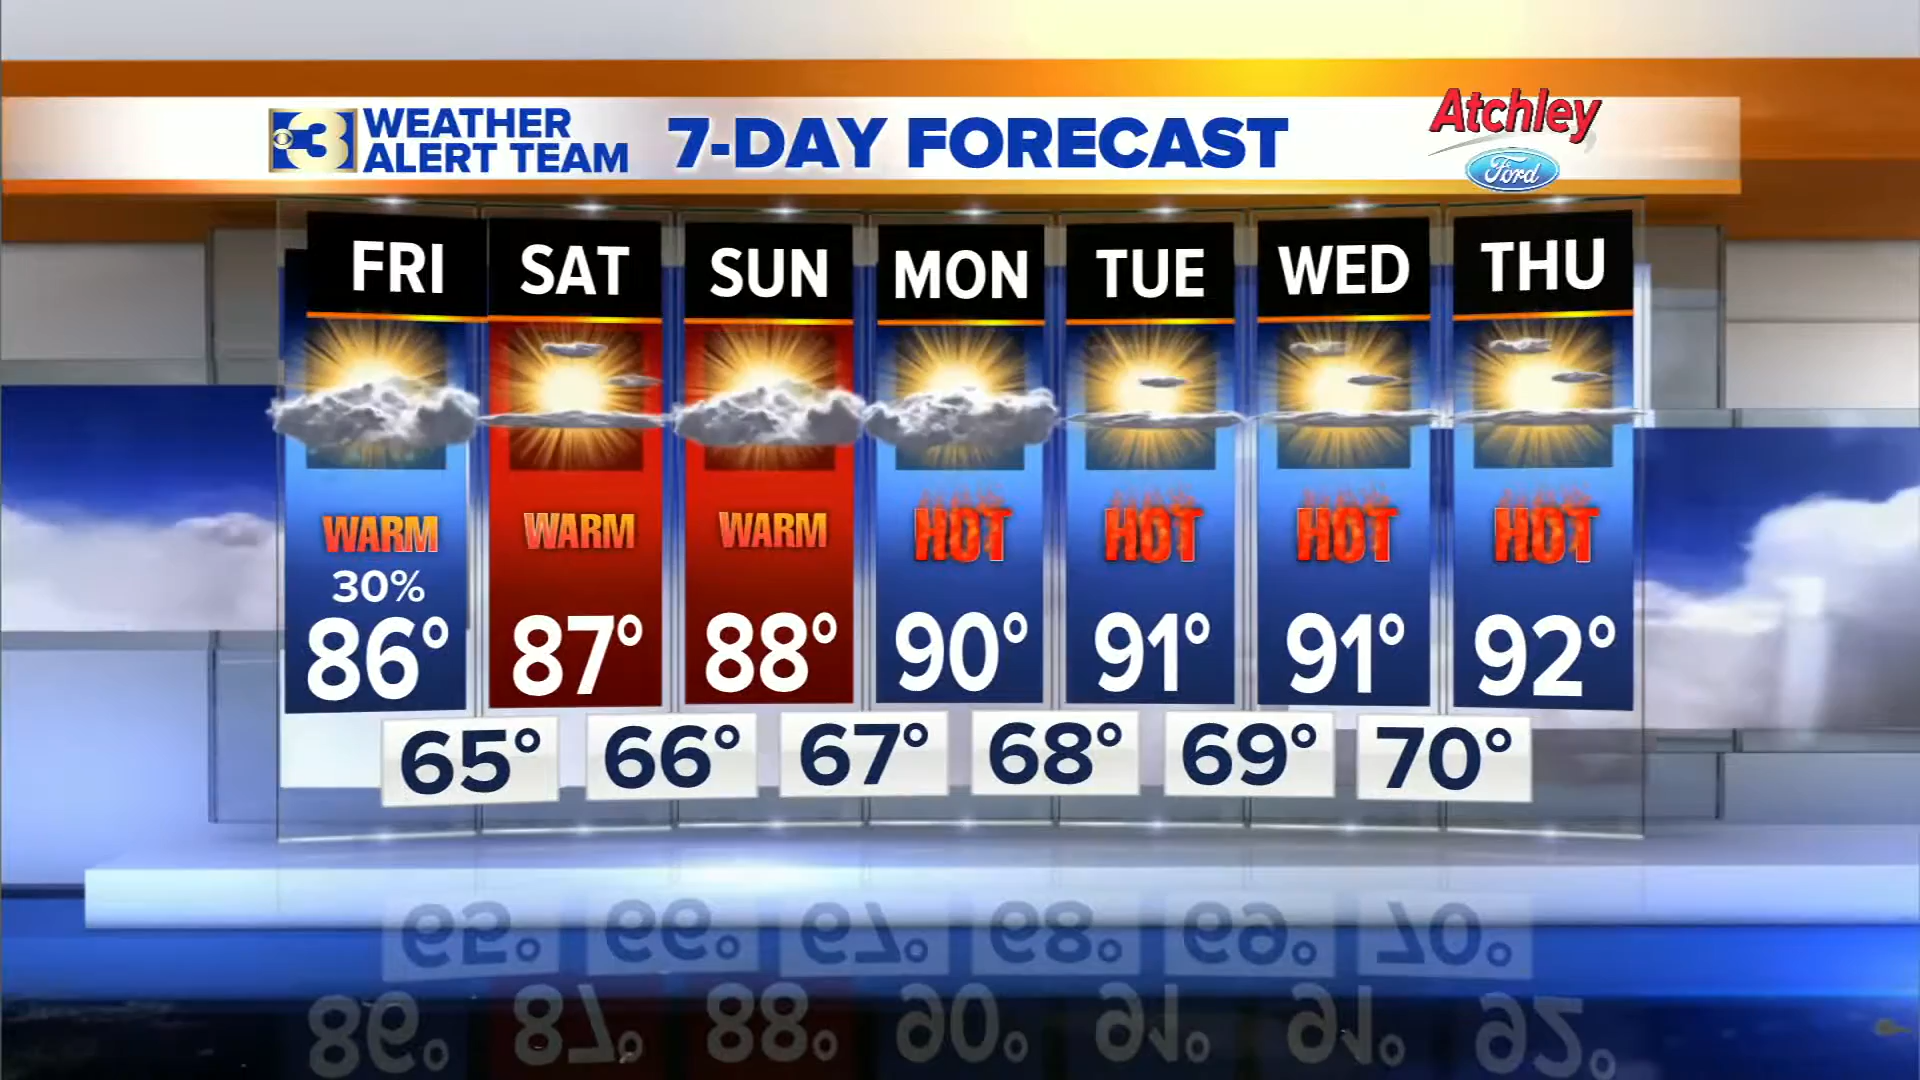 3 WEATHER ALERT TEAM
7-DAY FORECAST
Atchley
Ford
FRI SAT SUN MON TUE WED THU
WARM WARM WARM HOT HOT HOT HOT
30%
86° 87° 88° 90° 91° 91° 92°
65° 66° 67° 68° 69° 70°